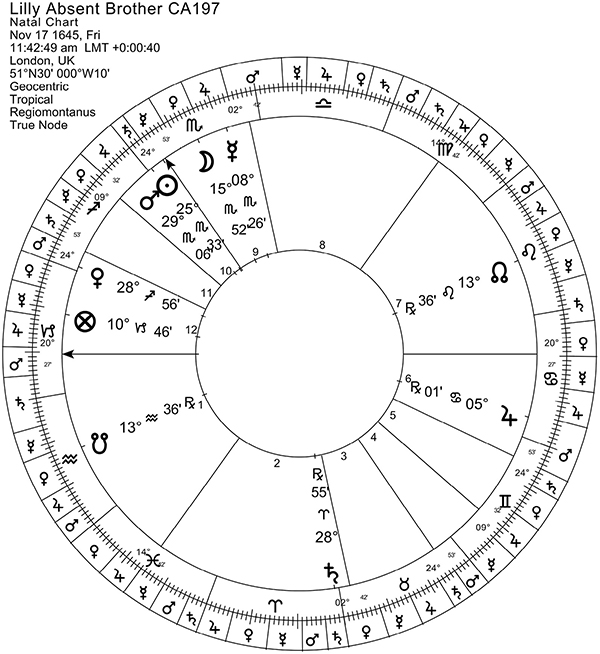 Lilly Absent Brother CA197
Natal Chart
Nov 17 1645, Fri
11:42:49 am LMT +0:00:40
London, UK
51°N30' 000°W10'
Geocentric
Tropical
Regiomontanus
True Node
02° ♎
♏ 24° 53'
14° ♍ 42'
♂ ☉ ☽ ☿
15° ♏ 52'
08° ♏ 26'
25° ♏ 33'
29° ♏ 06'
09° ♐ 32'
24° 53'
♀ 28° ♐ 56'
⊗ 10° ♑ 46'
♑ 20° 27'
☊ 13° ♌ 36' ℞
♌
20° ♋ 27'
♃ 05° ♋ 01' ℞
☋ 13° ♒ 36' ℞
♒
24° 53'
♊ 09° 32'
14° ♓ 42'
℞ 55' ♈ 28° ♄
24° 53'
♉
♈ 02° 42'
1
2
3
4
5
6
7
8
9
10
11
12